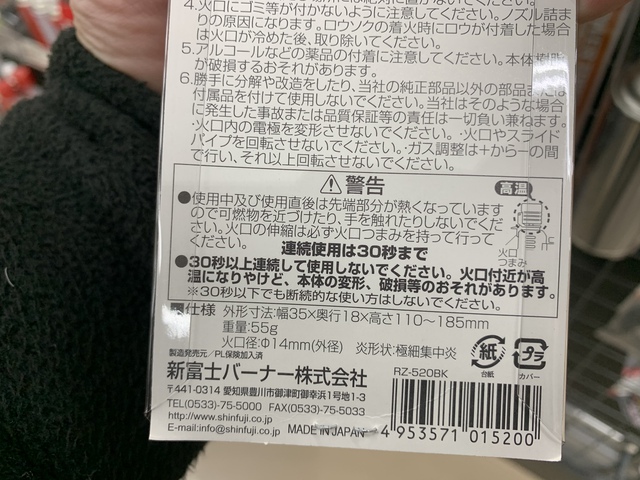 4.火口にゴミ等が付かないように注意してください。ノズル詰ま
りの原因になります。ロウソクの着火時にロウが付着した場合
は火口が冷めた後、取り除いてください。
5.アルコールなどの薬品の付着に注意してください。本体樹脂
が破損するおそれがあります。
6.勝手に分解や改造をしたり、当社の純正部品以外の部品または
付属品を付けて使用しないでください。当社はそのような場合
に発生した事故または品質保証等の責任は一切負い兼ねます。
・火口内の電極を変形させないでください。・火口やスライド
パイプを回転させないでください。・ガス調整は+から−の間
で行い、それ以上回転させないでください。
⚠警告
高温
●使用中及び使用直後は先端部分が熱くなっています
ので可燃物を近づけたり、手を触れたりしないでくだ
さい。火口の伸縮は必ず火口つまみを持って行って
ください。
火口
つまみ
連続使用は30秒まで
●30秒以上連続して使用しないでください。火口付近が高
温になりやけど、本体の変形、破損等のおそれがあります。
※30秒以下でも断続的な使い方はしないでください。
仕様 外形寸法:幅35×奥行18×高さ110〜185mm
重量:55g
火口径:Φ14mm(外径) 炎形状:極細集中炎
製造発売元/PL保険加入済
新富士バーナー株式会社
〒441-0314 愛知県豊川市御津町御幸浜1号地1-3
TEL(0533)-75-5000 FAX(0533)-75-5033
http://www.shinfuji.co.jp
E-mail:info@shinfuji.co.jp MADE IN JAPAN
紙
台紙
プラ
カバー
RZ-520BK
4 953571 015200